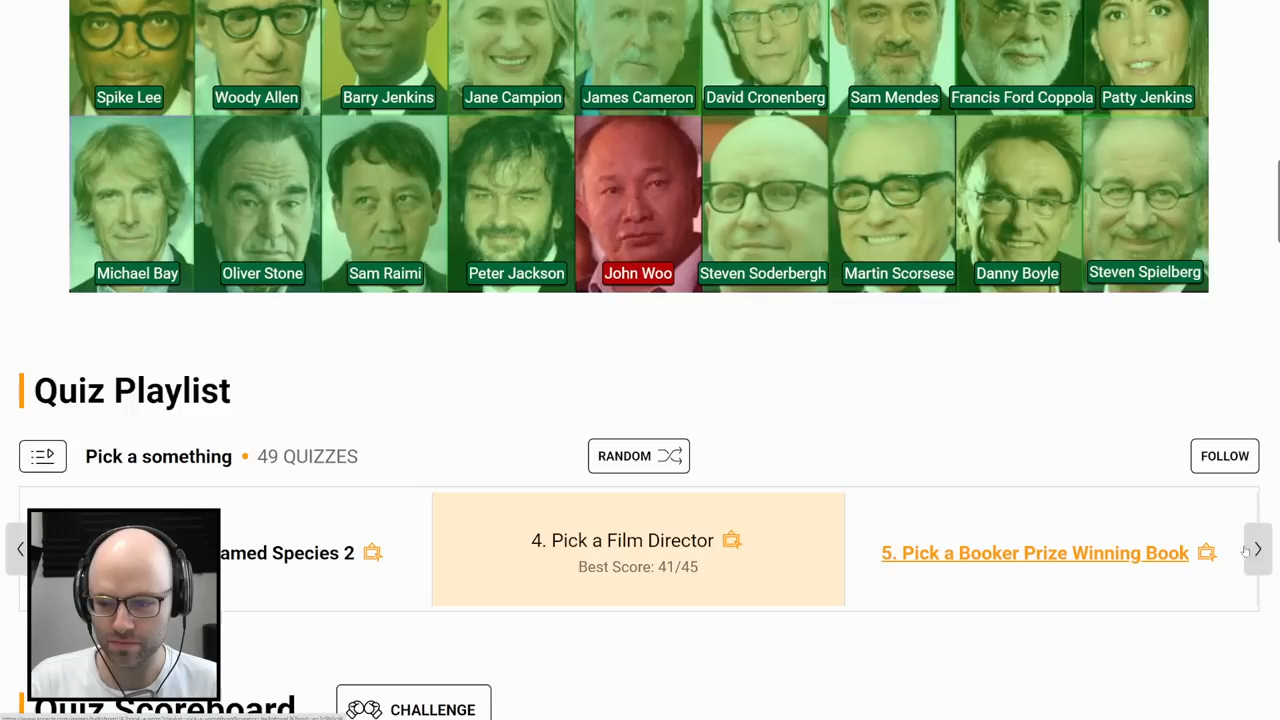 Spike Lee Woody Allen Barry Jenkins Jane Campion James Cameron David Cronenberg Sam Mendes Francis Ford Coppola Patty Jenkins
Michael Bay Oliver Stone Sam Raimi Peter Jackson John Woo Steven Soderbergh Martin Scorsese Danny Boyle Steven Spielberg
Quiz Playlist
Pick a something • 49 QUIZZES
RANDOM
FOLLOW
amed Species 2
4. Pick a Film Director
Best Score: 41/45
5. Pick a Booker Prize Winning Book
Quiz Scoreboard
CHALLENGE